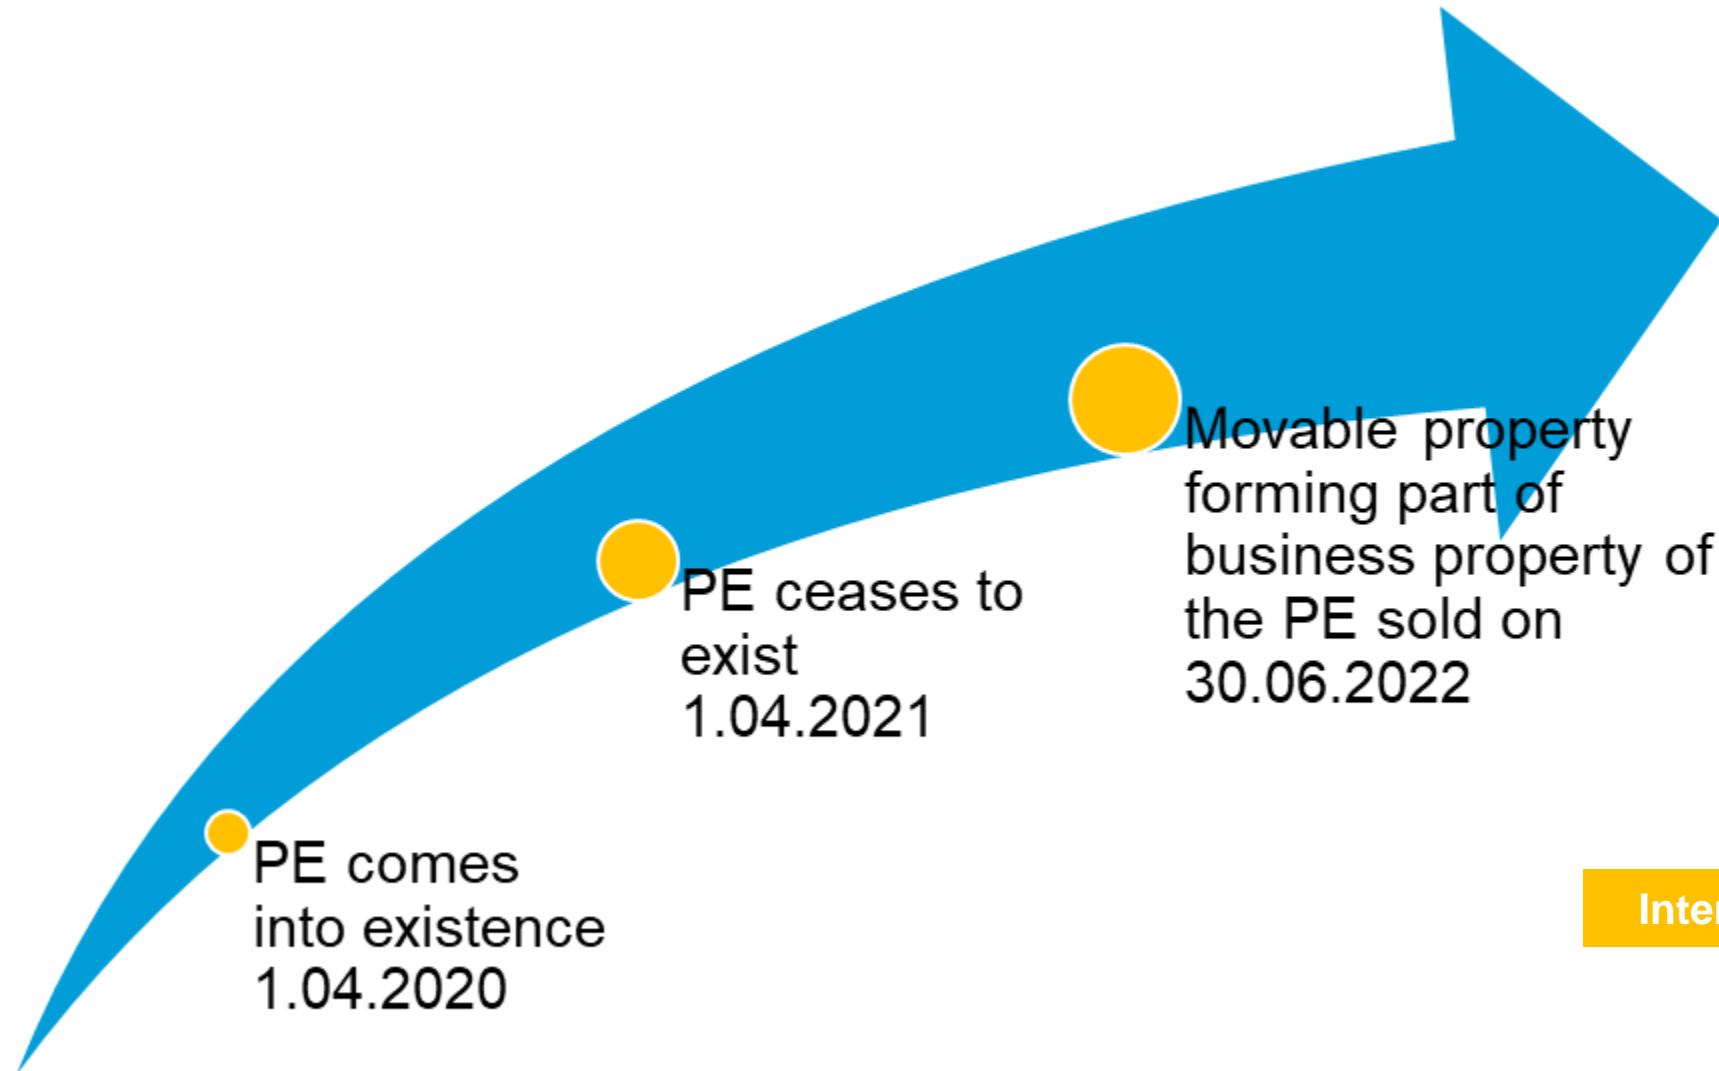 Movable property
forming part of
business property of
the PE sold on
30.06.2022
PE ceases to
exist
1.04.2021
PE comes
into existence
1.04.2020